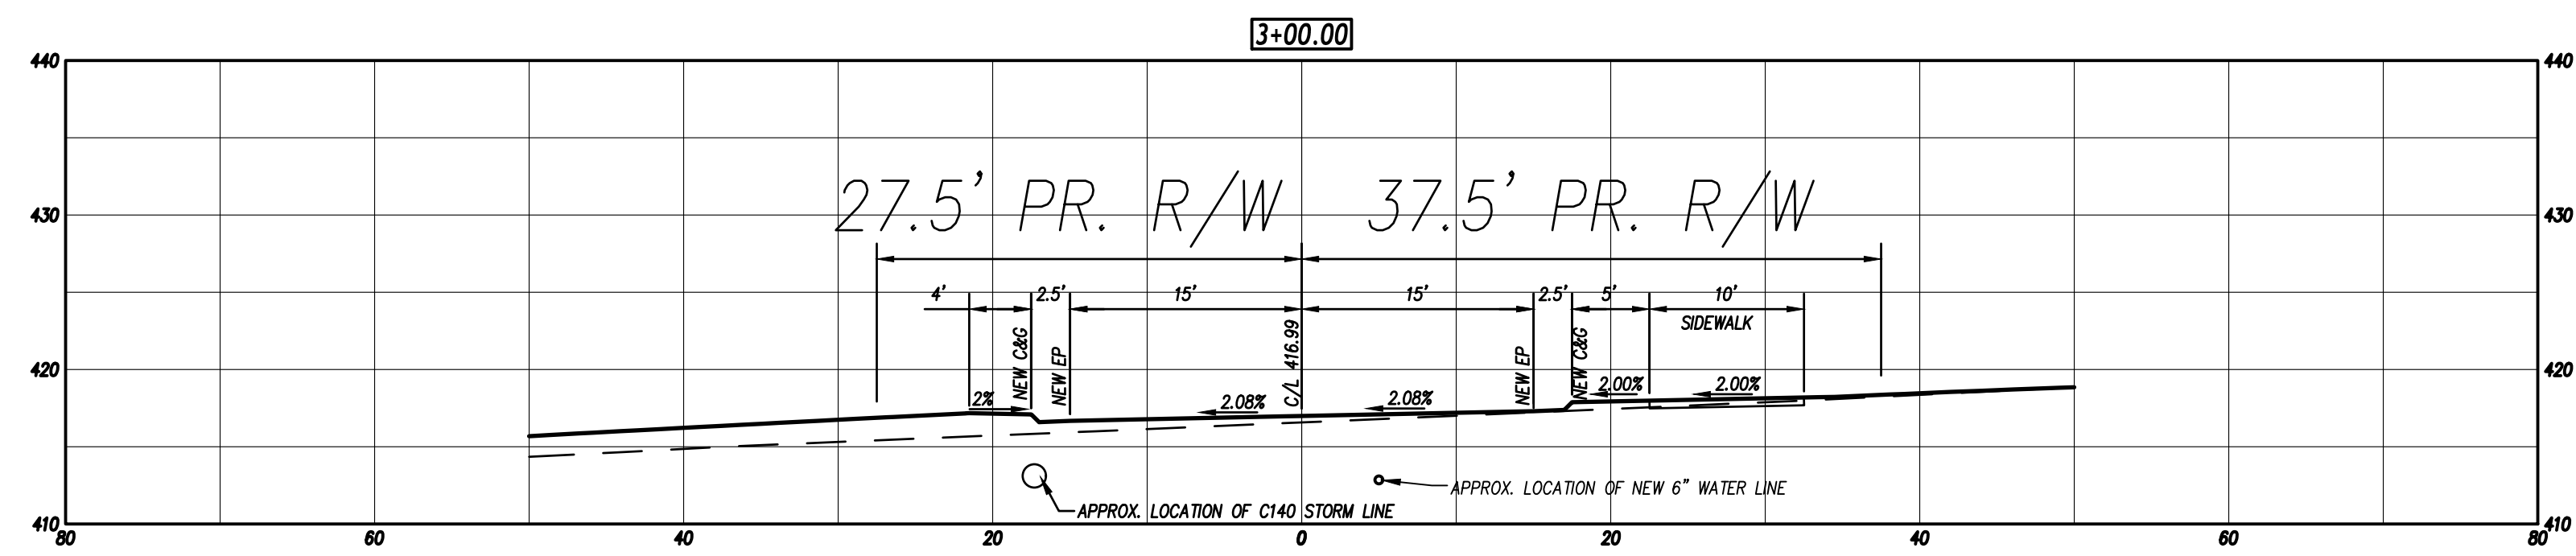 3+00.00
440 440
27.5' PR. R/W 37.5' PR. R/W
430 430
4' 2.5' 15' 15' 2.5' 5' 10'
SIDEWALK
NEW C&G
NEW EP
C/L 416.99
NEW EP
NEW C&G
420 420
2% 2.08% 2.08% 2.00% 2.00%
APPROX. LOCATION OF NEW 6" WATER LINE
APPROX. LOCATION OF C140 STORM LINE
410 410
80 60 40 20 0 20 40 60 80